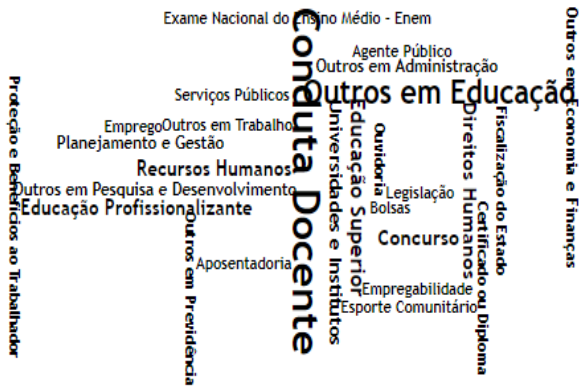 Exame Nacional do Ensino Médio - Enem
Conduta Docente
Outros em Economia e Finanças
Agente Público
Outros em Administração
Proteção e Benefícios ao Trabalhador
Serviços Públicos
Outros em Educação
Educação Superior
Universidades e Institutos
Direitos Humanos
Fiscalização do Estado
Emprego
Outros em Trabalho
Ouvidoria
Planejamento e Gestão
Recursos Humanos
Outros em Pesquisa e Desenvolvimento
Legislação
Educação Profissionalizante
Bolsas
Certificado ou Diploma
Outros em Previdência
Concurso
Aposentadoria
Empregabilidade
Esporte Comunitário